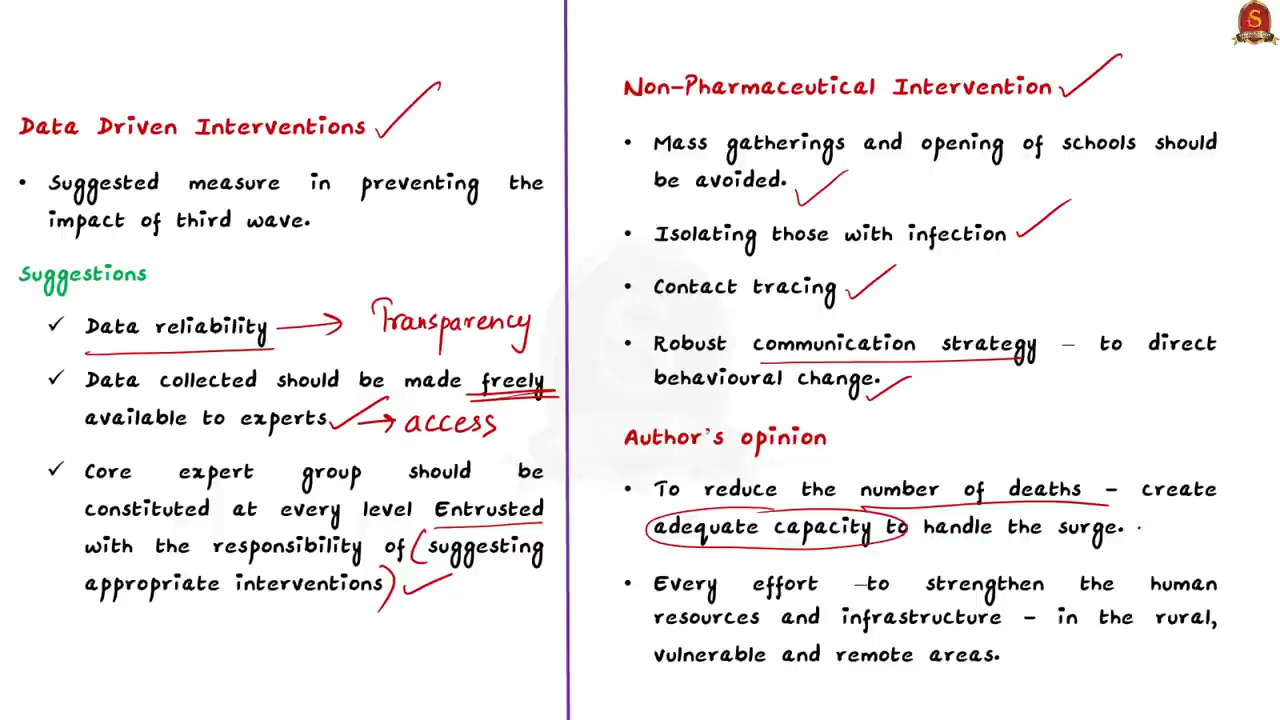 Data Driven Interventions
• Suggested measure in preventing the
impact of third wave.
Suggestions
✓ Data reliability → Transparency
✓ Data collected should be made freely
available to experts → access
✓ Core expert group should be
constituted at every level Entrusted
with the responsibility of (suggesting
appropriate interventions)
Non-Pharmaceutical Intervention
• Mass gatherings and opening of schools should
be avoided.
• Isolating those with infection
• Contact tracing
• Robust communication strategy – to direct
behavioural change.
Author's opinion
• To reduce the number of deaths – create
adequate capacity to handle the surge.
• Every effort –to strengthen the human
resources and infrastructure – in the rural,
vulnerable and remote areas.
S